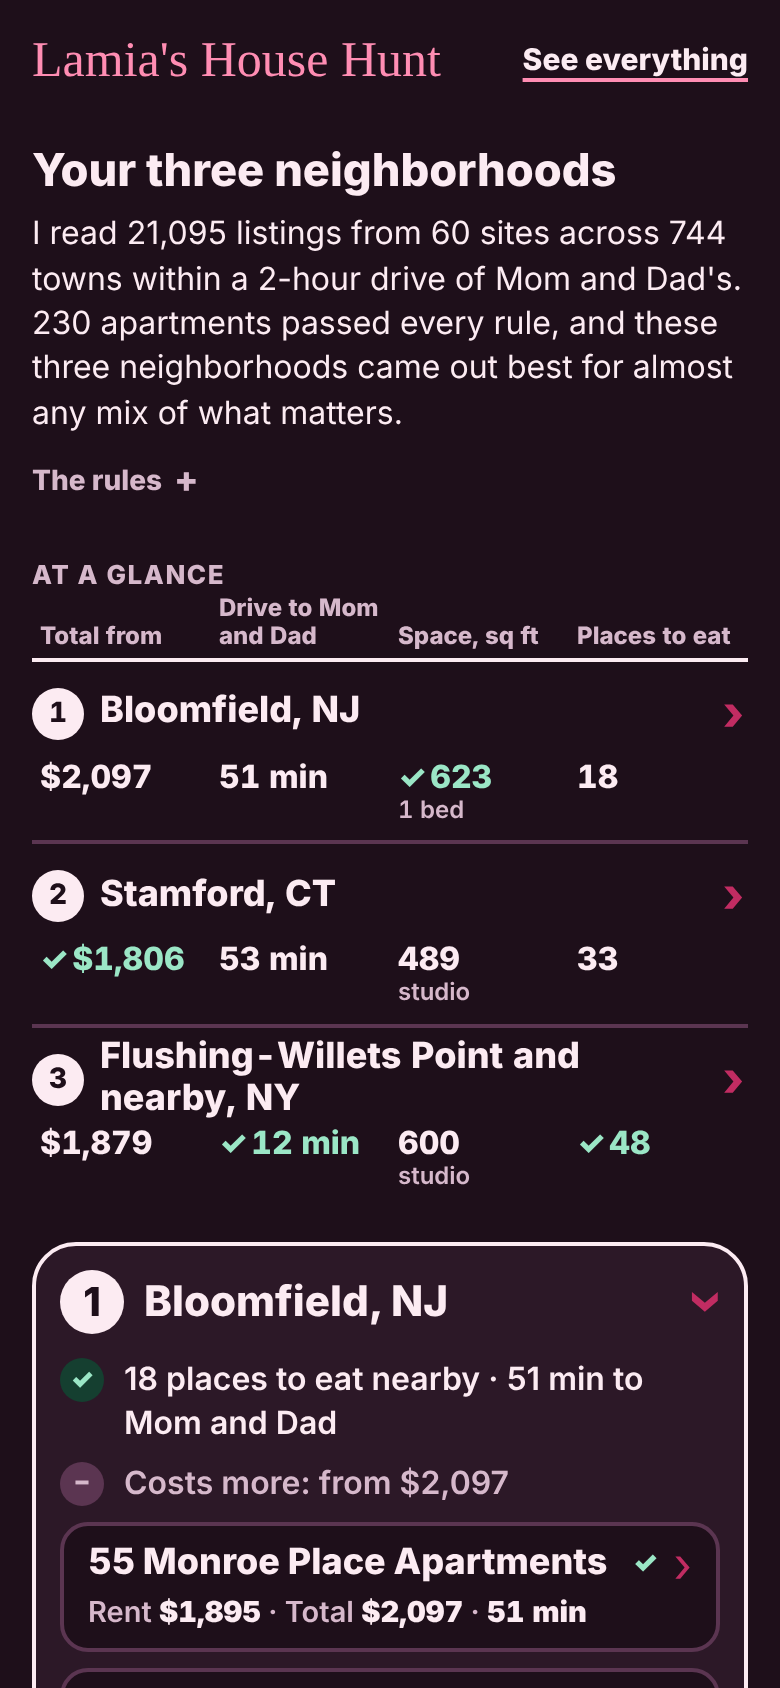 Lamia's House Hunt
See everything
Your three neighborhoods
I read 21,095 listings from 60 sites across 744
towns within a 2-hour drive of Mom and Dad's.
230 apartments passed every rule, and these
three neighborhoods came out best for almost
any mix of what matters.
The rules +
AT A GLANCE
Total from
Drive to Mom
and Dad
Space, sq ft
Places to eat
1 Bloomfield, NJ
$2,097 51 min ✓623 18
1 bed
2 Stamford, CT
✓$1,806 53 min 489 33
studio
3 Flushing-Willets Point and
nearby, NY
$1,879 ✓12 min 600 ✓48
studio
1 Bloomfield, NJ
18 places to eat nearby · 51 min to
Mom and Dad
Costs more: from $2,097
55 Monroe Place Apartments
Rent $1,895 · Total $2,097 · 51 min